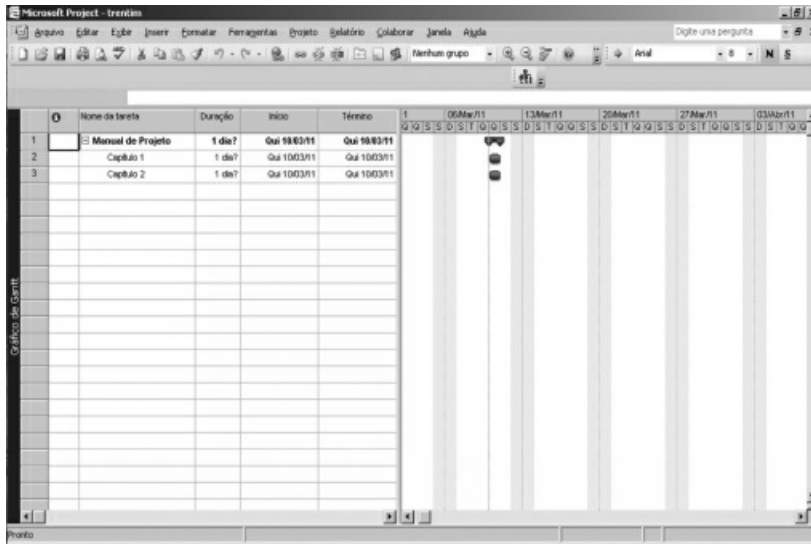 Microsoft Project - trentim
Arquivo Editar Exibir Inserir Formatar Ferramentas Projeto Relatório Colaborar Janela Ajuda Digite uma pergunta
Nenhum grupo Arial 8 N S
Nome da tarefa Duração Início Término 1 06/Mar/11 13/Mar/11 20/Mar/11 27/Mar/11 03/Abr/11
Q Q S S D S T Q Q S S D S T Q Q S S D S T Q Q S S D S T Q Q S S D S T Q Q S
1 Manual de Projeto 1 dia? Qui 10/03/11 Qui 10/03/11
2 Capítulo 1 1 dia? Qui 10/03/11 Qui 10/03/11
3 Capítulo 2 1 dia? Qui 10/03/11 Qui 10/03/11
Gráfico de Gantt
Pronto